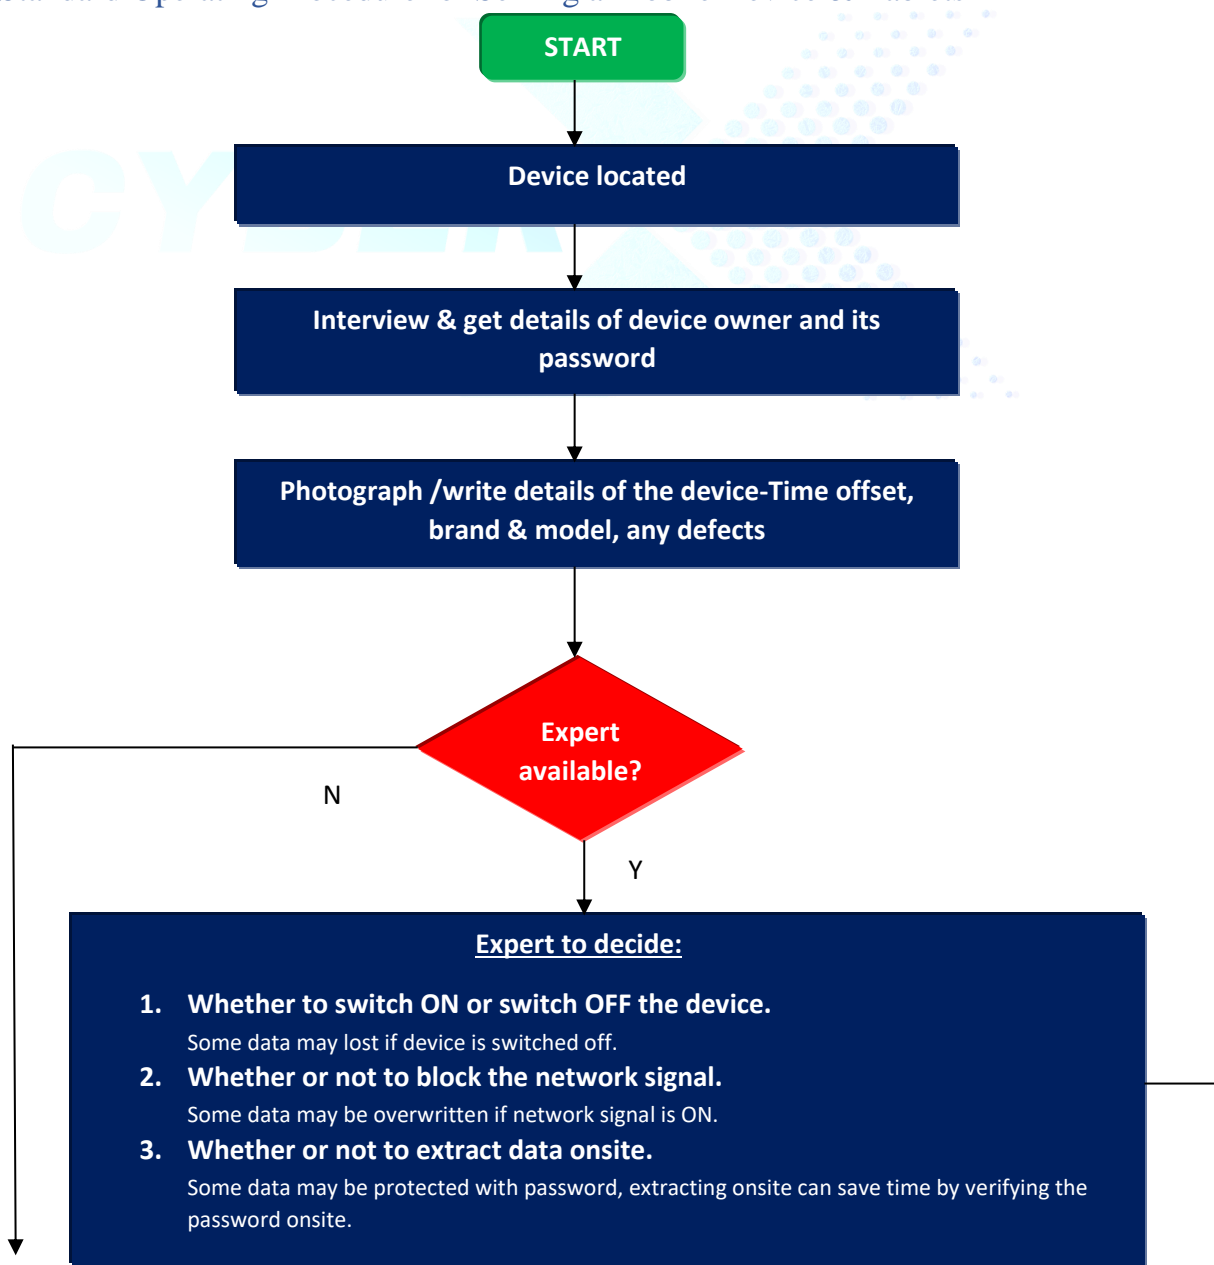 START
Device located
Interview & get details of device owner and its
password
Photograph /write details of the device-Time offset,
brand & model, any defects
Expert
available?
N
Y
Expert to decide:
1. Whether to switch ON or switch OFF the device.
Some data may lost if device is switched off.
2. Whether or not to block the network signal.
Some data may be overwritten if network signal is ON.
3. Whether or not to extract data onsite.
Some data may be protected with password, extracting onsite can save time by verifying the
password onsite.